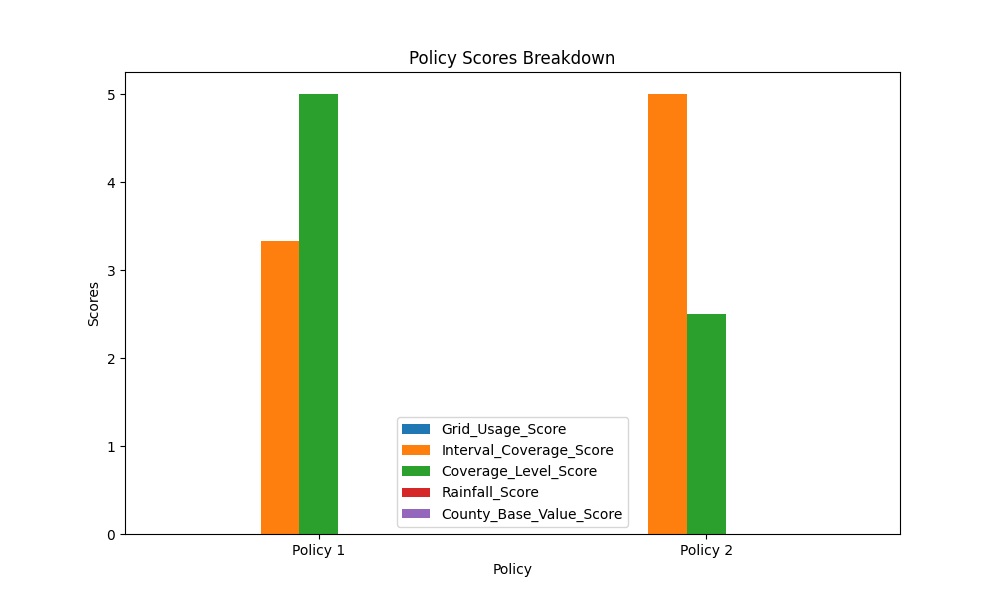 Policy Scores Breakdown
5
4
3
2
1
0
Scores
Grid_Usage_Score
Interval_Coverage_Score
Coverage_Level_Score
Rainfall_Score
County_Base_Value_Score
Policy 1
Policy 2
Policy